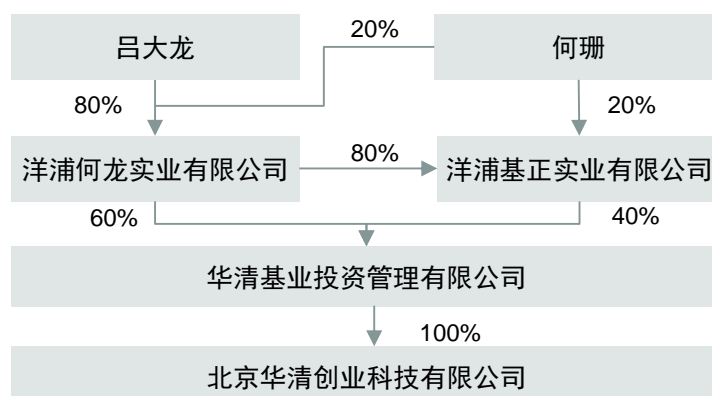 吕大龙
20%
何珊
80%
20%
洋浦何龙实业有限公司
80%
洋浦基正实业有限公司
60%
40%
华清基业投资管理有限公司
100%
北京华清创业科技有限公司